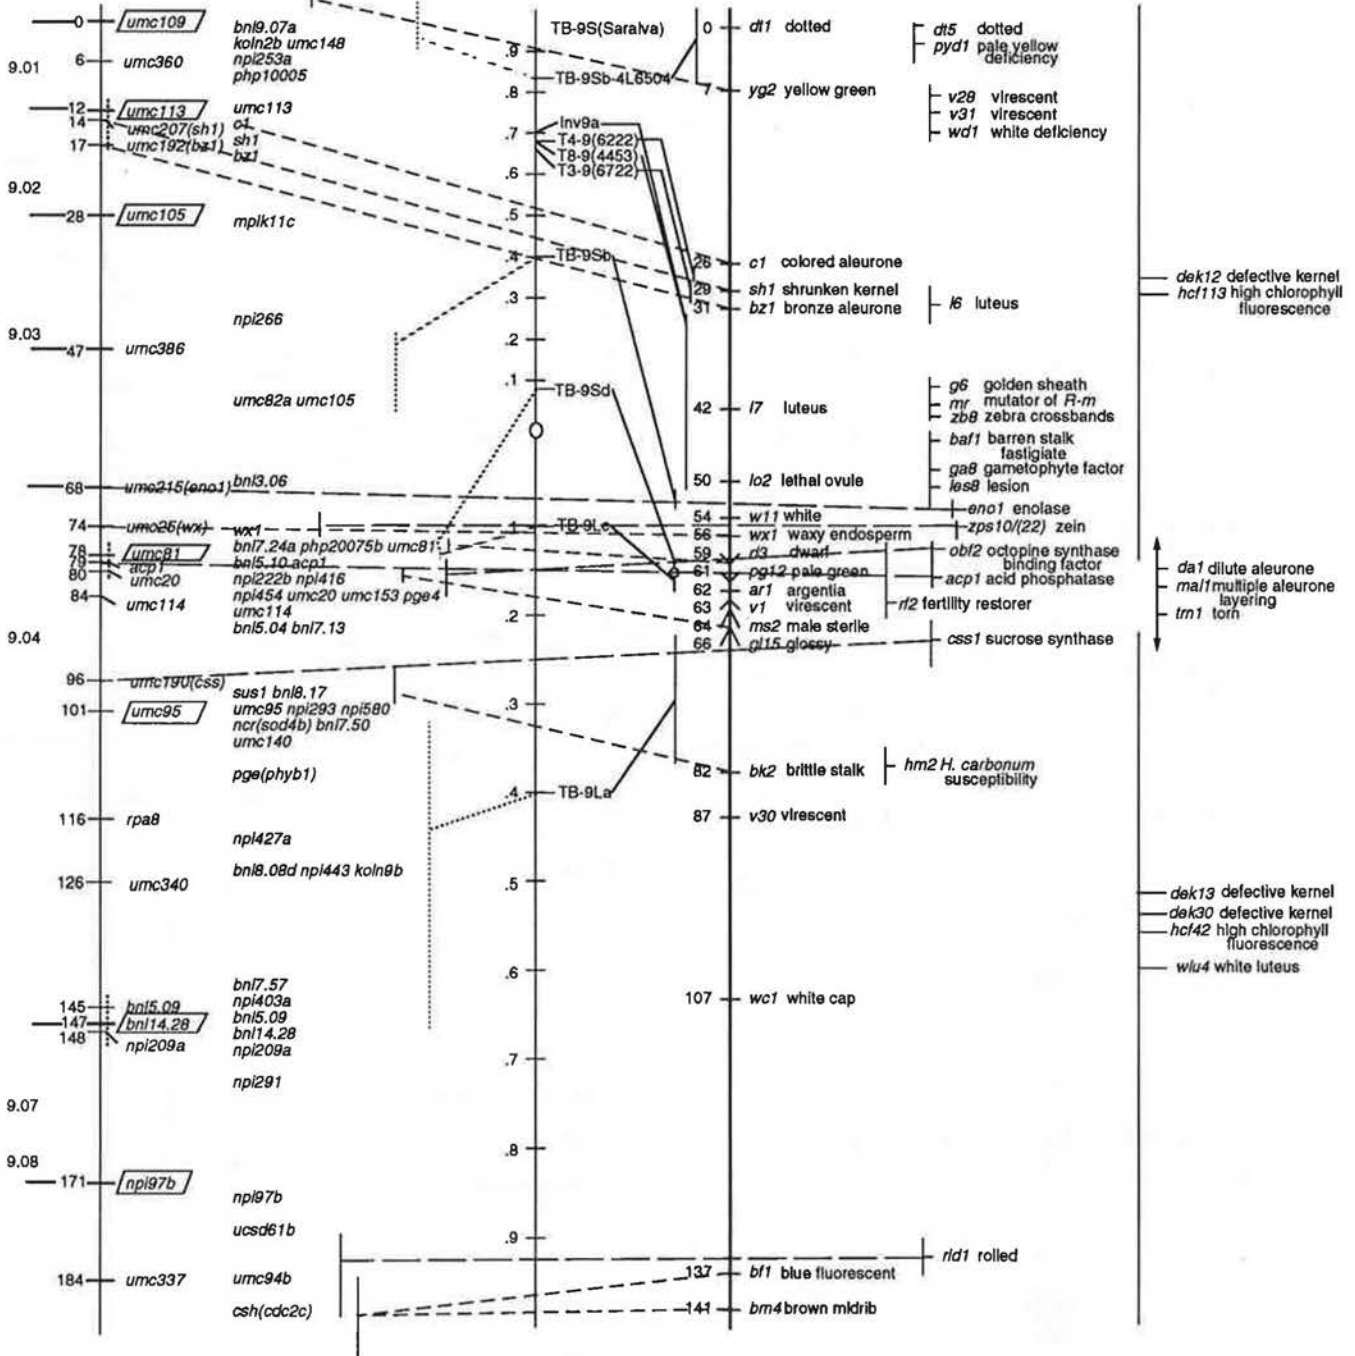 9.01
9.02
9.03
9.04
9.07
9.08
0 umc109
6 umc360
12 umc113
14 umc207(sh1)
17 umc192(bz1)
28 umc105
47 umc386
68 umc215(eno1)
74 umc25(wx)
78 umc81
79 acp1
80 umc20
84 umc114
96 umc190(css)
101 umc95
116 rpa8
126 umc340
145 bnl5.09
147 bnl14.28
148 npi209a
171 npi97b
184 umc337
bnl9.07a
koln2b umc148
npi253a
php10005
umc113
c1
sh1
bz1
mpik11c
npi266
umc82a umc105
bnl3.06
wx1
bnl7.24a php20075b umc81
bnl5.10 acp1
npi222b npi416
npi454 umc20 umc153 pge4
umc114
bnl5.04 bnl7.13
sus1 bnl8.17
umc95 npi293 npi580
ncr(sod4b) bnl7.50
umc140
pge(phyb1)
npi427a
bnl8.08d npi443 koln9b
bnl7.57
npi403a
bnl5.09
bnl14.28
npi209a
npi291
npi97b
ucsd61b
umc94b
csh(cdc2c)
TB-9S(Saraiva)
.9
TB-9Sb-4L6504
.8
Inv9a
.7
T4-9(6222)
T8-9(4453)
T3-9(6722)
.6
.5
.4 TB-9Sb
.3
.2
.1
TB-9Sd
.1 TB-9Lc
.2
.3
.4 TB-9La
.5
.6
.7
.8
.9
0 dt1 dotted
7 yg2 yellow green
26 c1 colored aleurone
29 sh1 shrunken kernel
31 bz1 bronze aleurone
42 l7 luteus
50 lo2 lethal ovule
54 w11 white
56 wx1 waxy endosperm
59 d3 dwarf
61 pg12 pale green
62 ar1 argentia
63 v1 virescent
64 ms2 male sterile
66 gl15 glossy
82 bk2 brittle stalk
87 v30 virescent
107 wc1 white cap
137 bf1 blue fluorescent
141 bm4 brown midrib
dt5 dotted
pyd1 pale yellow
deficiency
v28 virescent
v31 virescent
wd1 white deficiency
l6 luteus
g6 golden sheath
mr mutator of R-m
zb8 zebra crossbands
baf1 barren stalk
fastigiate
ga8 gametophyte factor
les8 lesion
eno1 enolase
zps10/(22) zein
obf2 octopine synthase
binding factor
acp1 acid phosphatase
rf2 fertility restorer
css1 sucrose synthase
hm2 H. carbonum
susceptibility
rld1 rolled
dek12 defective kernel
hcf113 high chlorophyll
fluorescence
da1 dilute aleurone
mal1 multiple aleurone
layering
trn1 torn
dek13 defective kernel
dek30 defective kernel
hcf42 high chlorophyll
fluorescence
wlu4 white luteus